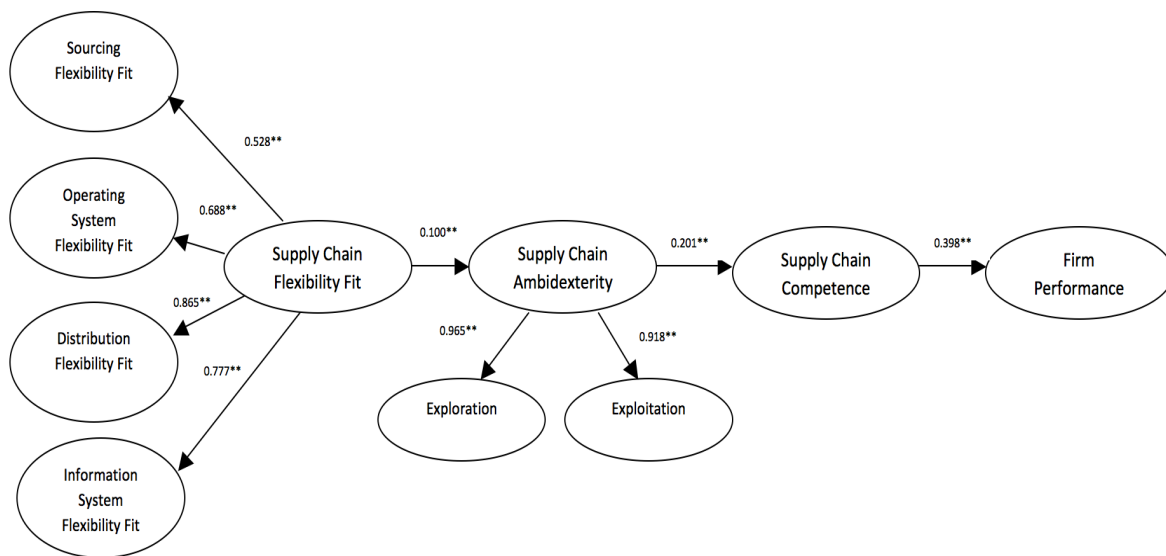 Sourcing
Flexibility Fit
0.528**
Operating
System
Flexibility Fit
0.688**
Supply Chain
Flexibility Fit
0.100**
Supply Chain
Ambidexterity
0.201**
Supply Chain
Competence
0.398**
Firm
Performance
0.865**
Distribution
Flexibility Fit
0.777**
0.965**
0.918**
Exploration
Exploitation
Information
System
Flexibility Fit